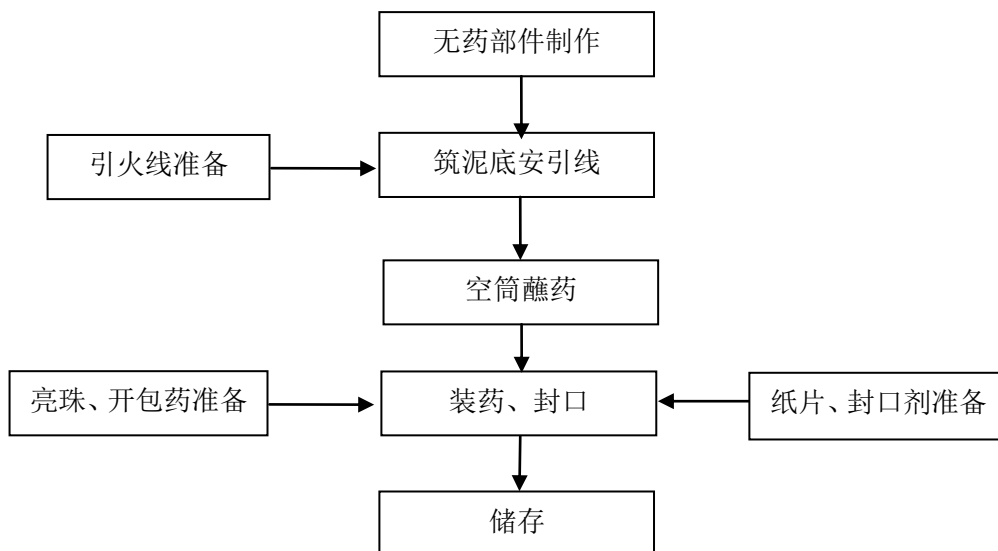 无药部件制作
引火线准备
筑泥底安引线
空筒蘸药
亮珠、开包药准备
装药、封口
纸片、封口剂准备
储存